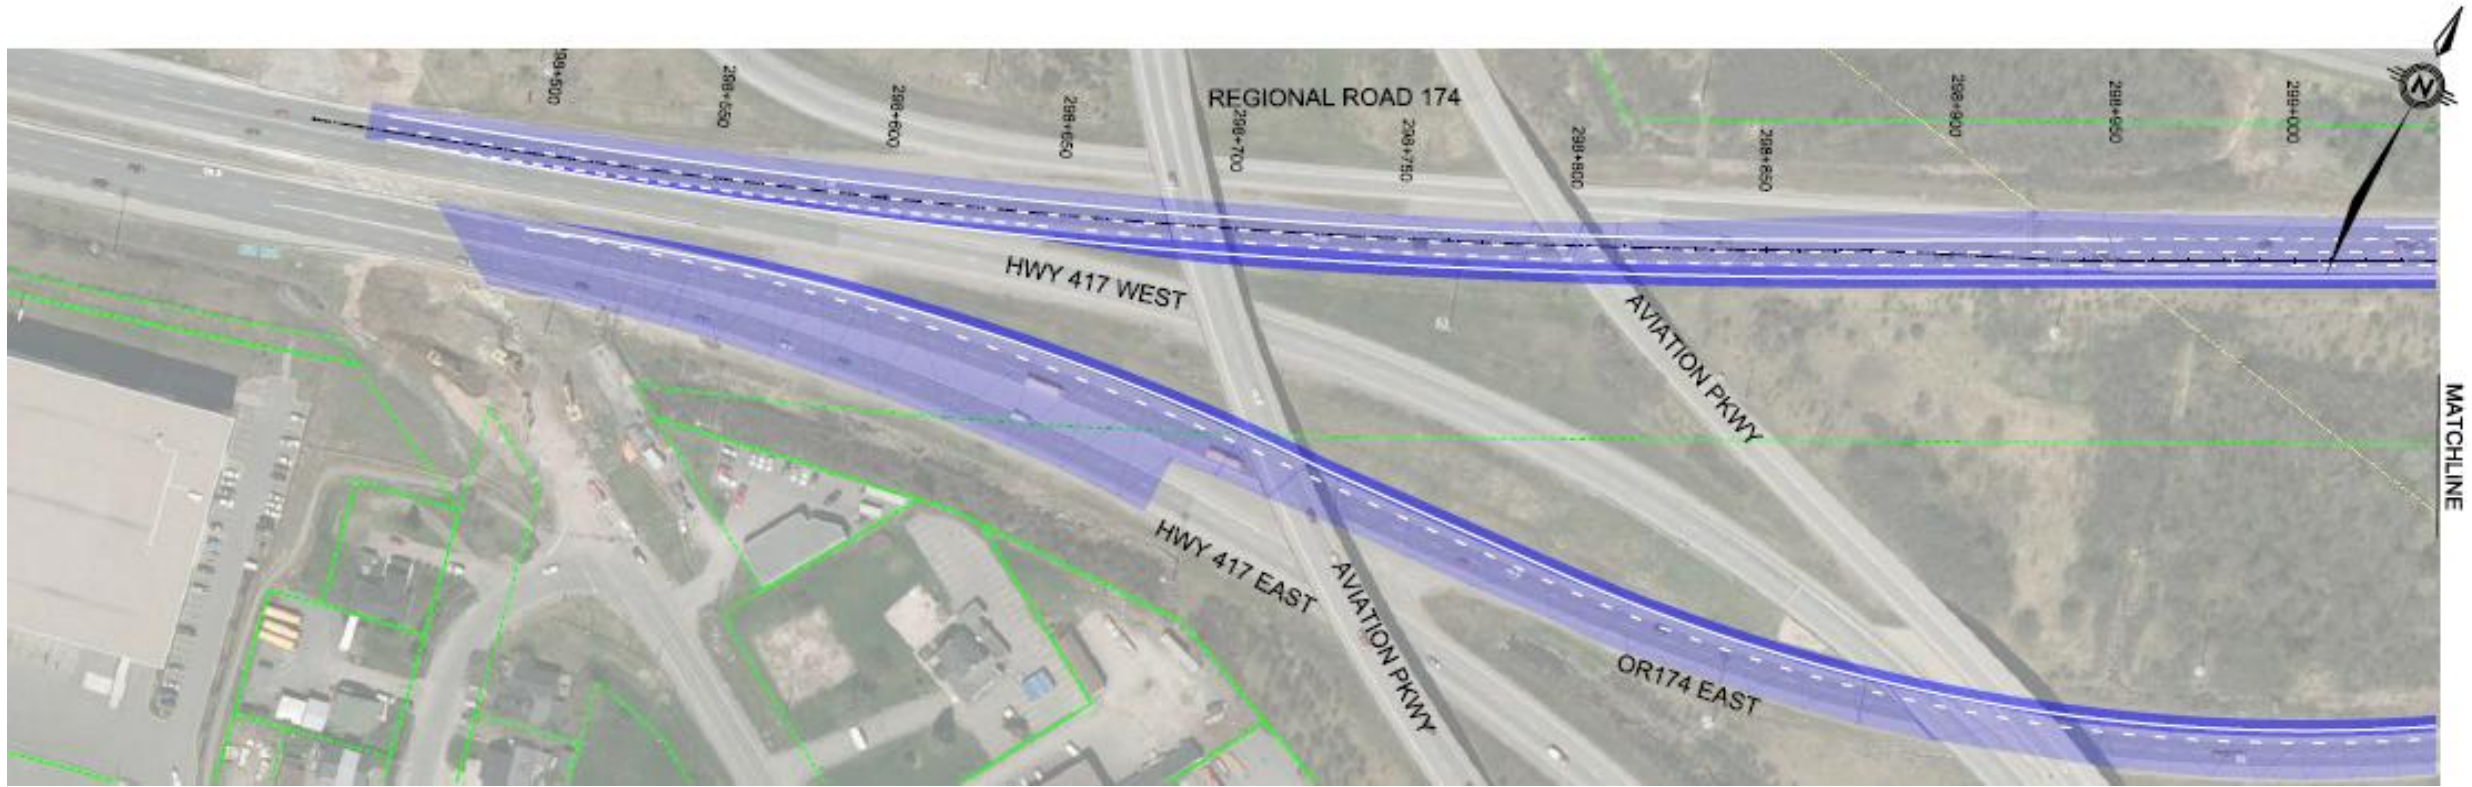 298+500
298+550
298+600
298+650
298+700
298+750
298+800
298+850
298+900
298+950
299+000
REGIONAL ROAD 174
N
HWY 417 WEST
AVIATION PKWY
MATCHLINE
HWY 417 EAST
AVIATION PKWY
OR174 EAST